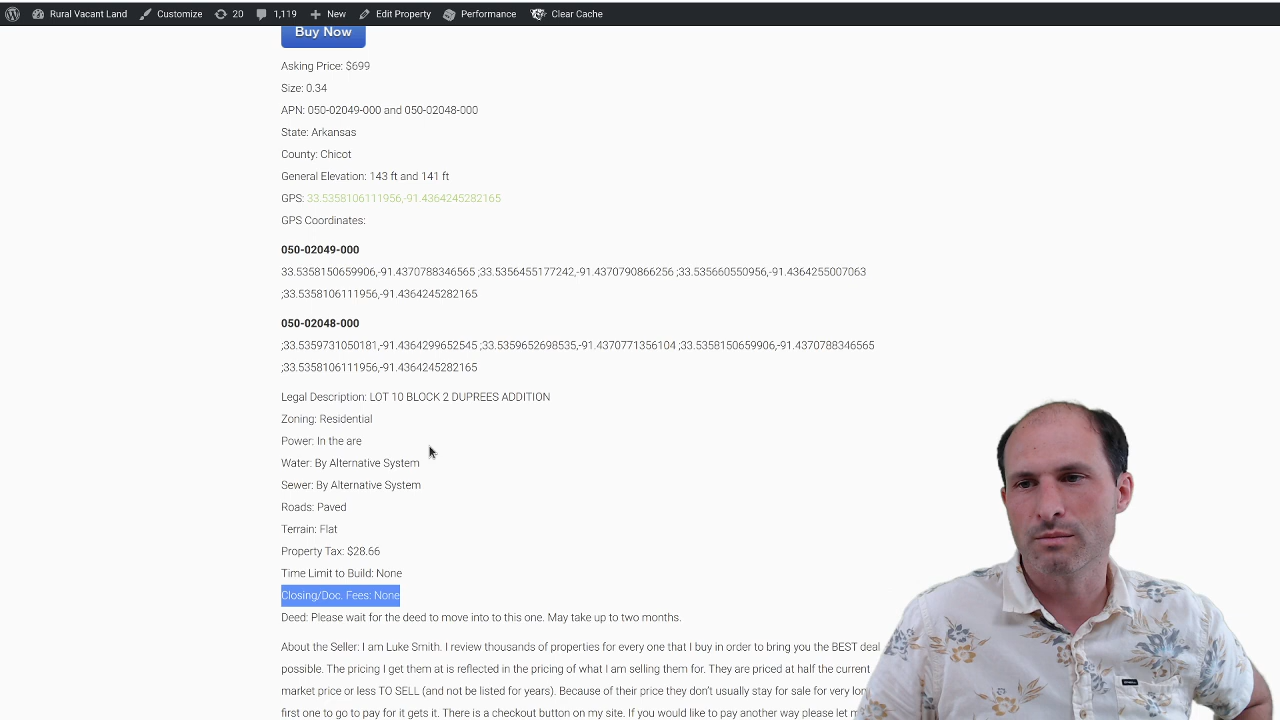 Rural Vacant Land Customize 20 1,119 New Edit Property Performance Clear Cache
Buy Now
Asking Price: $699
Size: 0.34
APN: 050-02049-000 and 050-02048-000
State: Arkansas
County: Chicot
General Elevation: 143 ft and 141 ft
GPS: 33.5358106111956,-91.4364245282165
GPS Coordinates:
050-02049-000
33.5358150659906,-91.4370788346565 ;33.5356455177242,-91.4370790866256 ;33.535660550956,-91.4364255007063
;33.5358106111956,-91.4364245282165
050-02048-000
;33.5359731050181,-91.4364299652545 ;33.5359652698535,-91.4370771356104 ;33.5358150659906,-91.4370788346565
;33.5358106111956,-91.4364245282165
Legal Description: LOT 10 BLOCK 2 DUPREES ADDITION
Zoning: Residential
Power: In the are
Water: By Alternative System
Sewer: By Alternative System
Roads: Paved
Terrain: Flat
Property Tax: $28.66
Time Limit to Build: None
Closing/Doc. Fees: None
Deed: Please wait for the deed to move into to this one. May take up to two months.
About the Seller: I am Luke Smith. I review thousands of properties for every one that I buy in order to bring you the BEST deal
possible. The pricing I get them at is reflected in the pricing of what I am selling them for. They are priced at half the current
market price or less TO SELL (and not be listed for years). Because of their price they don't usually stay for sale for very
first one to go to pay for it gets it. There is a checkout button on my site. If you would like to pay another way please let